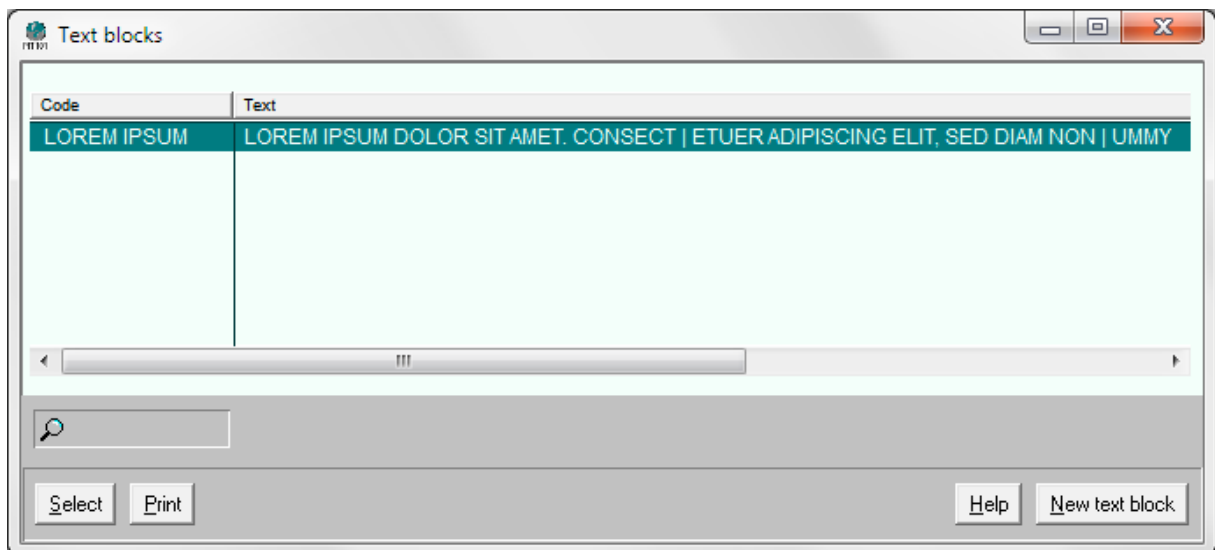 Text blocks
Code Text
LOREM IPSUM LOREM IPSUM DOLOR SIT AMET. CONSECT | ETUER ADIPISCING ELIT, SED DIAM NON | UMMY
Select Print Help New text block